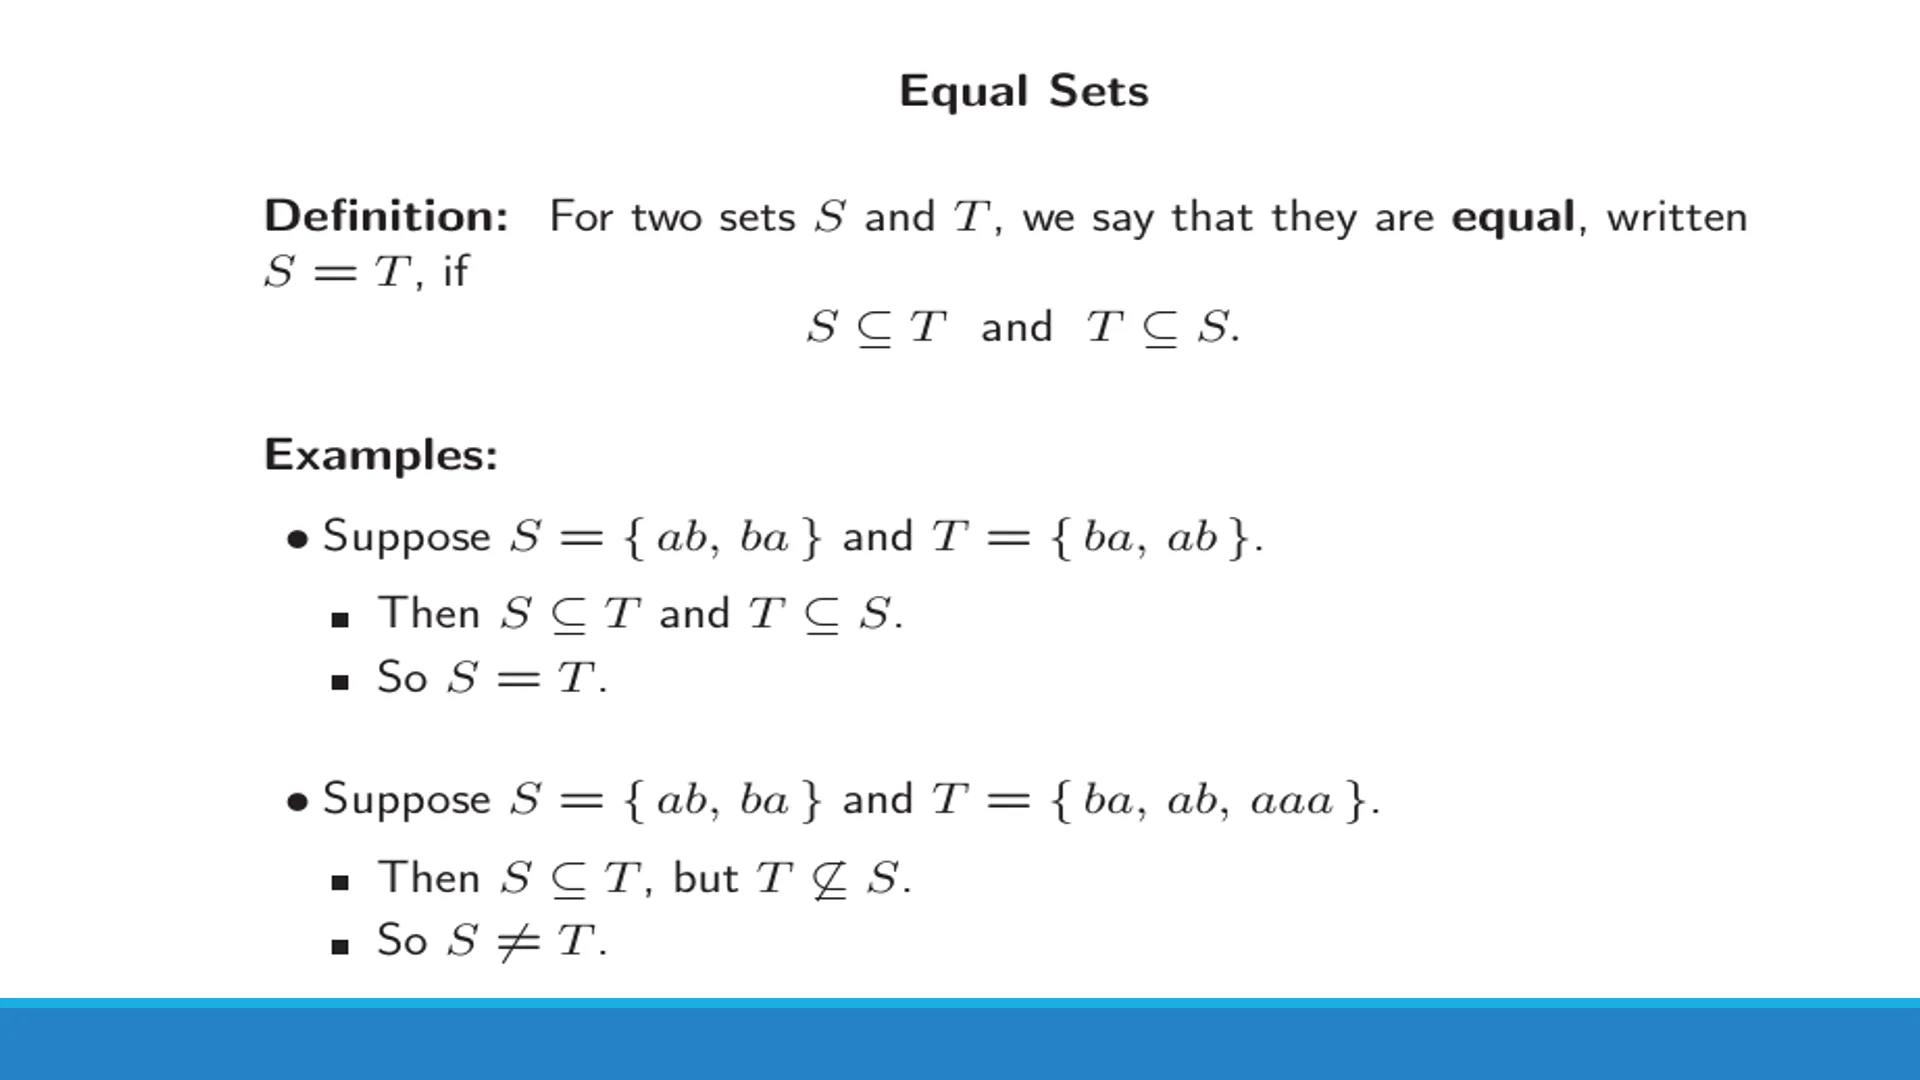 Equal Sets
Definition: For two sets S and T, we say that they are equal, written
S = T, if
S ⊆ T and T ⊆ S.
Examples:
• Suppose S = { ab, ba } and T = { ba, ab }.
▪ Then S ⊆ T and T ⊆ S.
▪ So S = T.
• Suppose S = { ab, ba } and T = { ba, ab, aaa }.
▪ Then S ⊆ T, but T ⊈ S.
▪ So S ≠ T.